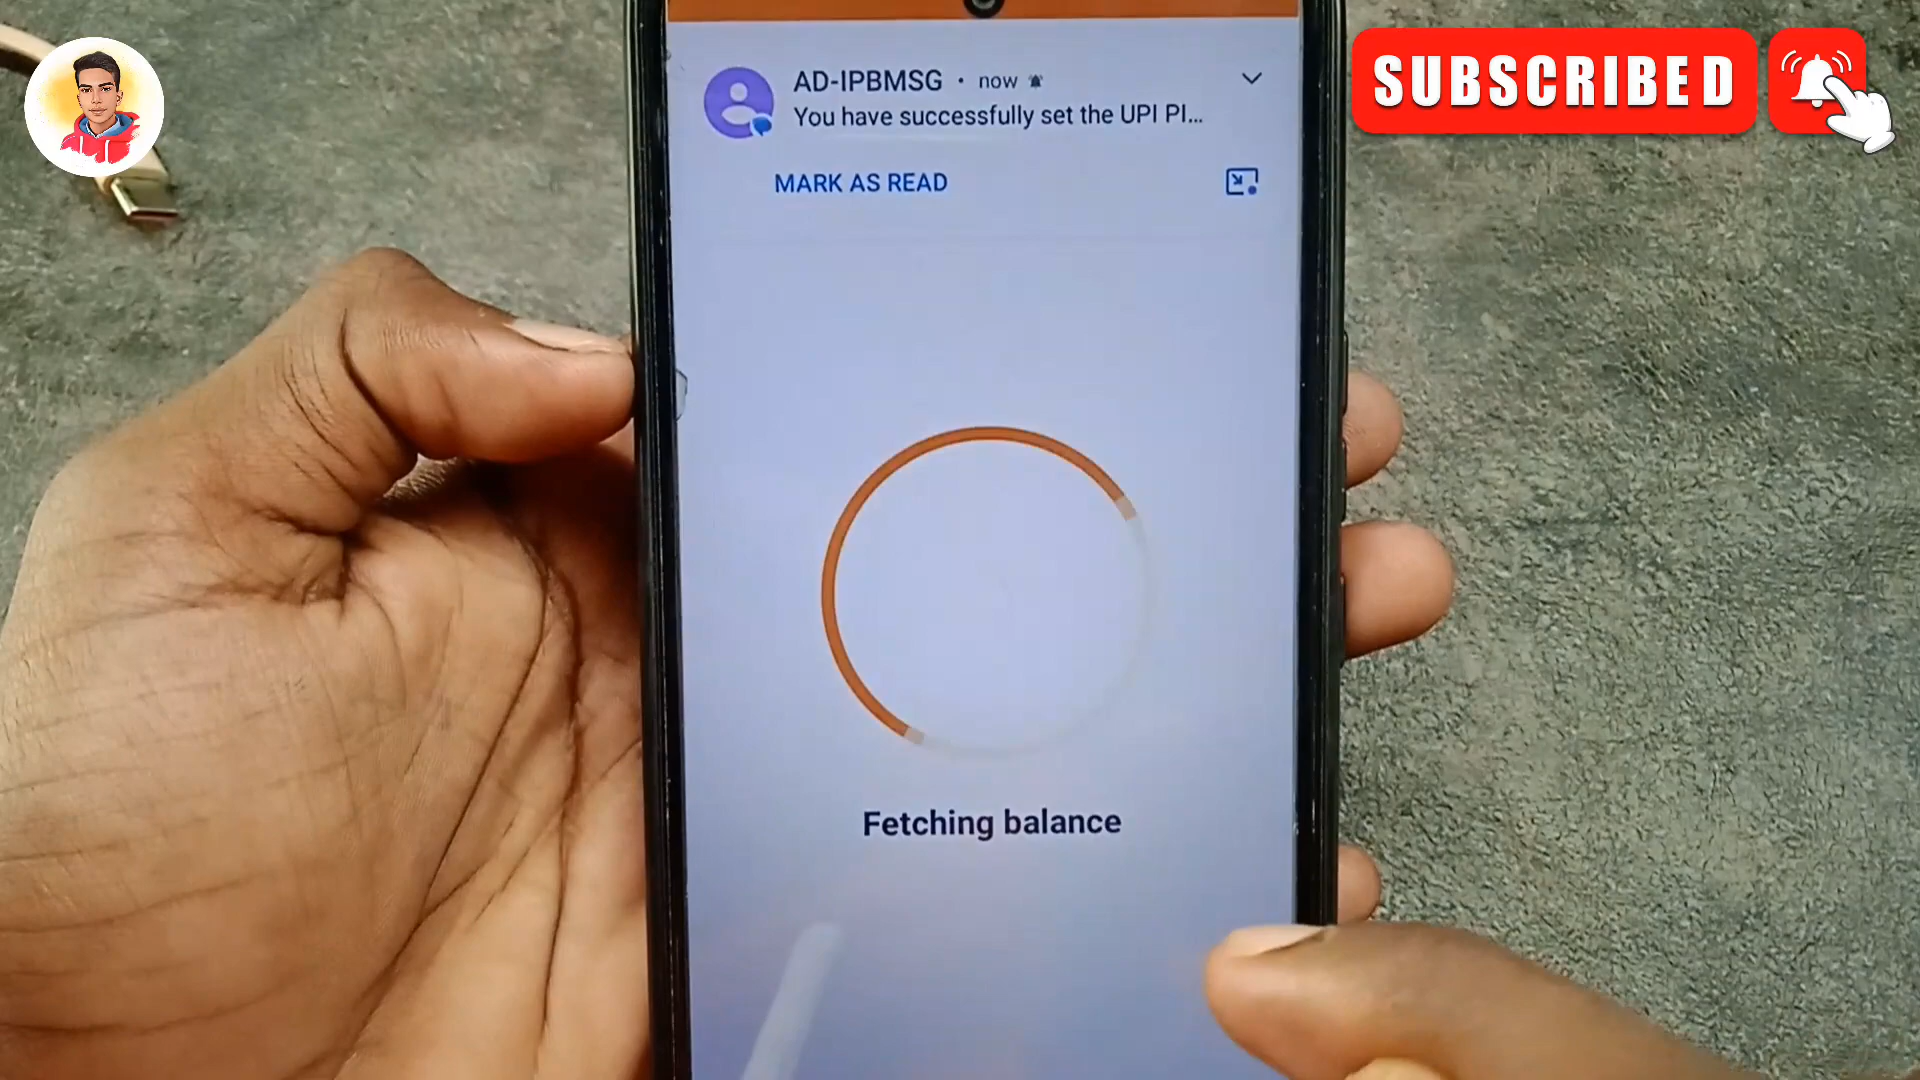 AD-IPBMSG • now
You have successfully set the UPI PI...
MARK AS READ
Fetching balance
SUBSCRIBED